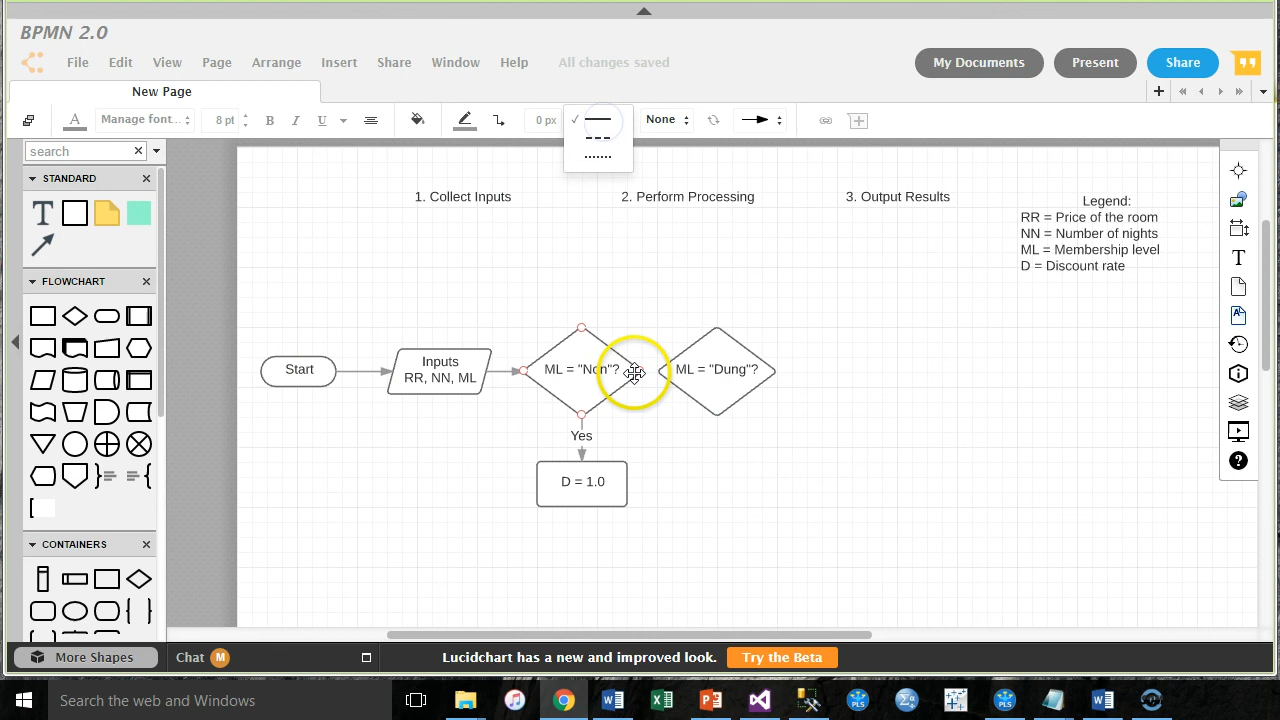 BPMN 2.0
File Edit View Page Arrange Insert Share Window Help All changes saved
My Documents Present Share
New Page
A Manage font... 8 pt B I U 0 px None
search
STANDARD
T
FLOWCHART
CONTAINERS
1. Collect Inputs 2. Perform Processing 3. Output Results
Legend:
RR = Price of the room
NN = Number of nights
ML = Membership level
D = Discount rate
Start
Inputs
RR, NN, ML
ML = "Non"?
ML = "Dung"?
Yes
D = 1.0
T
A
?
More Shapes Chat M Lucidchart has a new and improved look. Try the Beta
Search the web and Windows